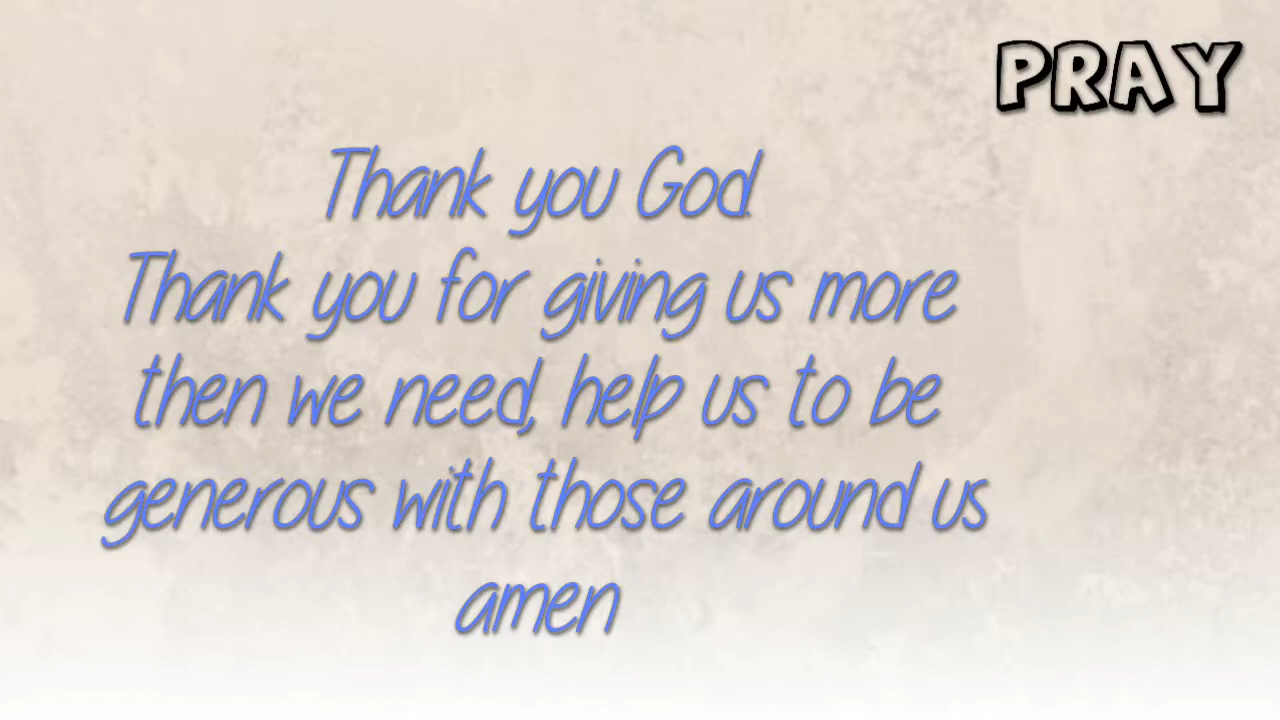 PRAY
Thank you God
Thank you for giving us more
then we need, help us to be
generous with those around us
amen